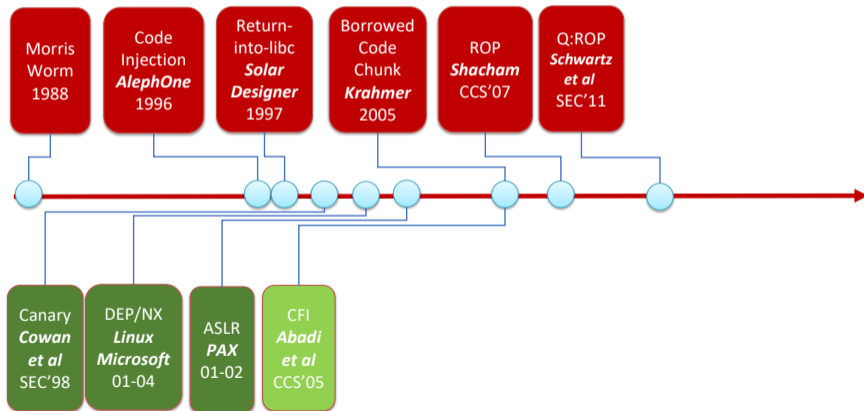 Morris
Worm
1988
Code
Injection
AlephOne
1996
Return-
into-libc
Solar
Designer
1997
Borrowed
Code
Chunk
Krahmer
2005
ROP
Shacham
CCS'07
Q:ROP
Schwartz
et al
SEC'11
Canary
Cowan
et al
SEC'98
DEP/NX
Linux
Microsoft
01-04
ASLR
PAX
01-02
CFI
Abadi
et al
CCS'05